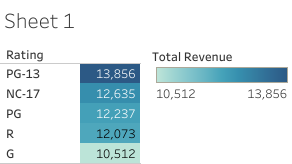 Sheet 1
Rating
PG-13 13,856
NC-17 12,635
PG 12,237
R 12,073
G 10,512
Total Revenue
10,512 13,856